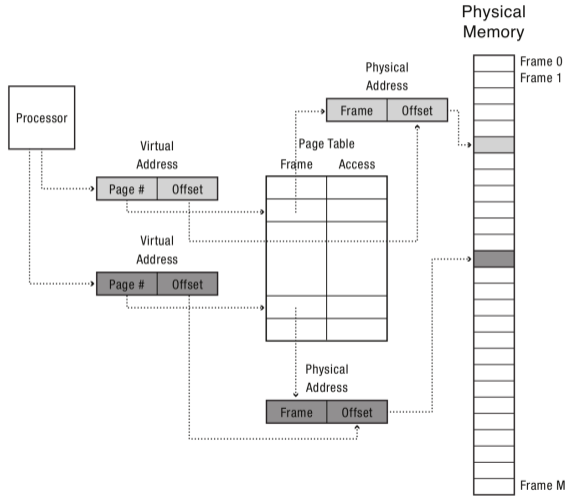 Physical
Memory
Frame 0
Frame 1
Physical
Address
Frame Offset
Processor
Virtual
Address
Page # Offset
Page Table
Frame Access
Virtual
Address
Page # Offset
Physical
Address
Frame Offset
Frame M